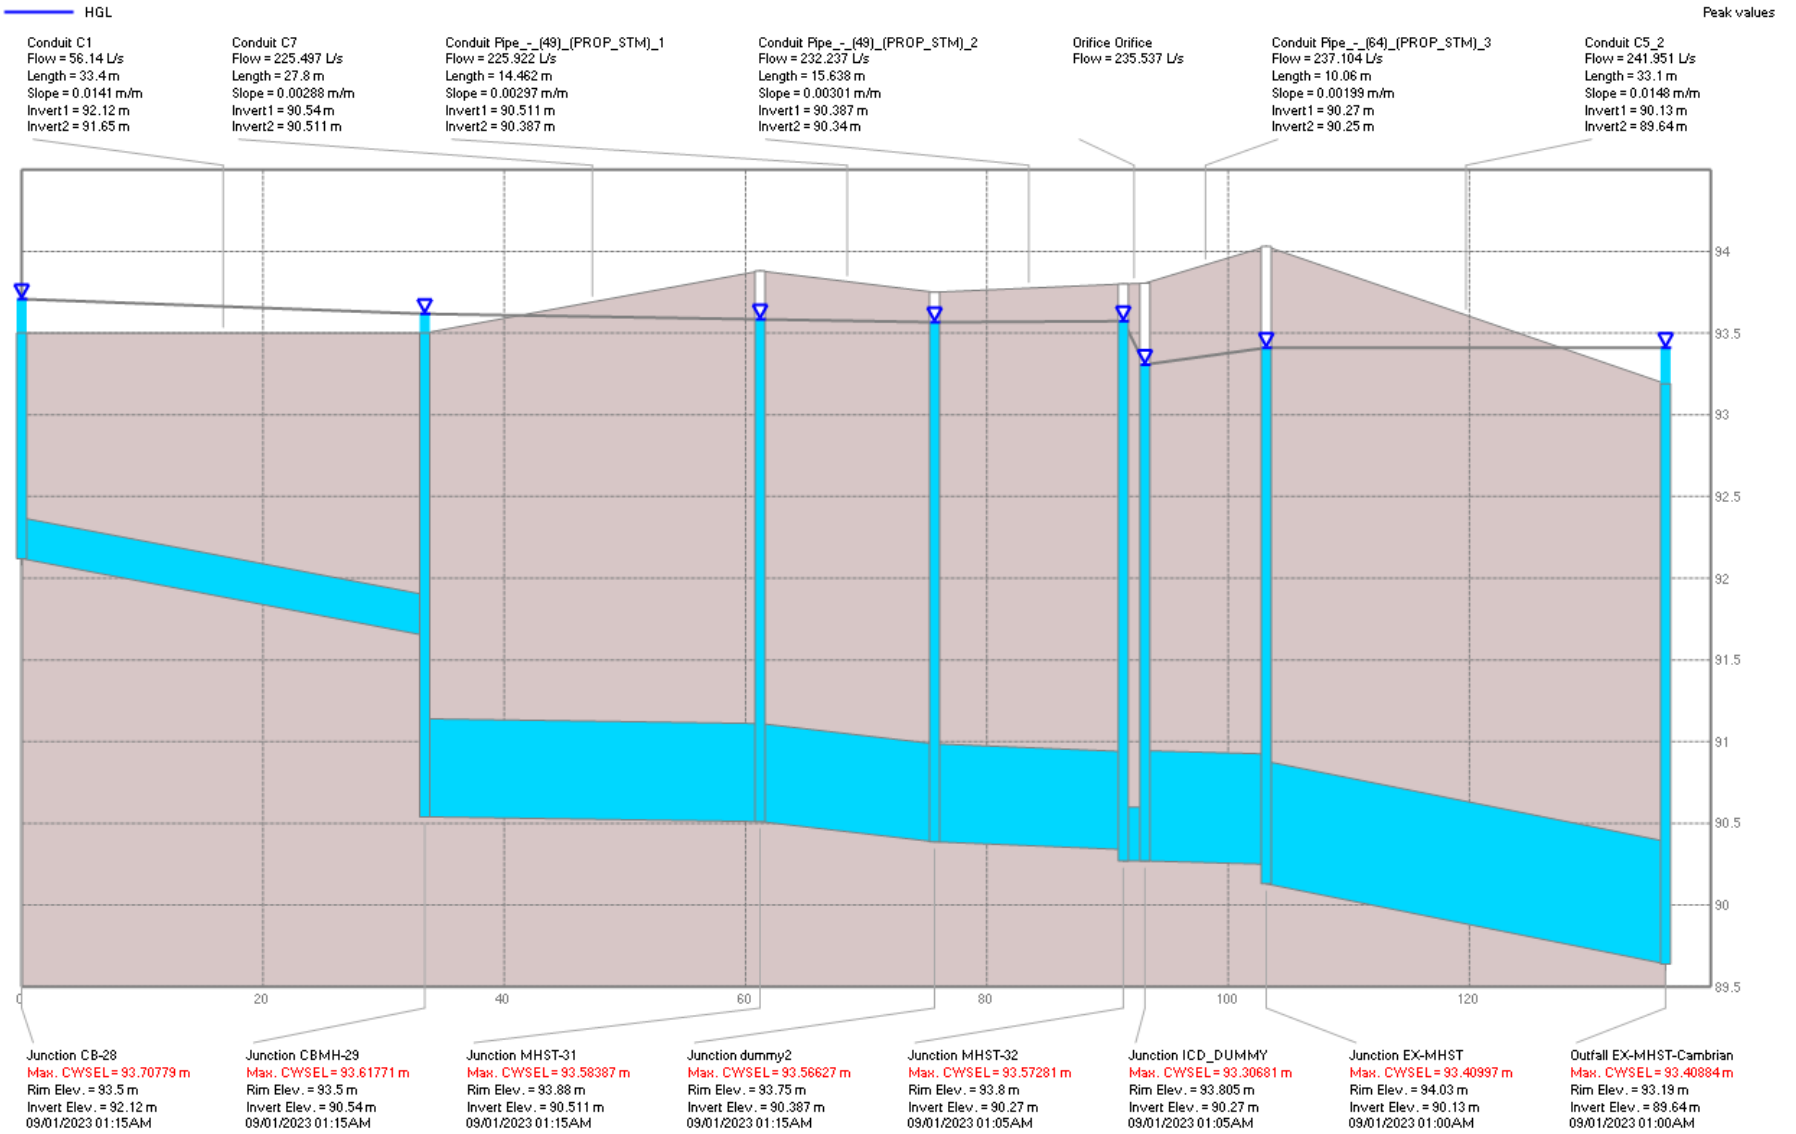 HGL
Peak values
Conduit C1
Flow = 56.14 L/s
Length = 33.4 m
Slope = 0.0141 m/m
Invert1 = 92.12 m
Invert2 = 91.65 m
Conduit C7
Flow = 225.497 L/s
Length = 27.8 m
Slope = 0.00288 m/m
Invert1 = 90.54 m
Invert2 = 90.511 m
Conduit Pipe_-_(49)_(PROP_STM)_1
Flow = 225.922 L/s
Length = 14.462 m
Slope = 0.00297 m/m
Invert1 = 90.511 m
Invert2 = 90.387 m
Conduit Pipe_-_(49)_(PROP_STM)_2
Flow = 232.237 L/s
Length = 15.638 m
Slope = 0.00301 m/m
Invert1 = 90.387 m
Invert2 = 90.34 m
Orifice Orifice
Flow = 235.537 L/s
Conduit Pipe_-_(64)_(PROP_STM)_3
Flow = 237.104 L/s
Length = 10.06 m
Slope = 0.00199 m/m
Invert1 = 90.27 m
Invert2 = 90.25 m
Conduit C5_2
Flow = 241.951 L/s
Length = 33.1 m
Slope = 0.0148 m/m
Invert1 = 90.13 m
Invert2 = 89.64 m
94
93.5
93
92.5
92
91.5
91
90.5
90
89.5
0
20
40
60
80
100
120
Junction CB-28
Max. CWSEL = 93.70779 m
Rim Elev. = 93.5 m
Invert Elev. = 92.12 m
09/01/2023 01:15AM
Junction CBMH-29
Max. CWSEL = 93.61771 m
Rim Elev. = 93.5 m
Invert Elev. = 90.54 m
09/01/2023 01:15AM
Junction MHST-31
Max. CWSEL = 93.58387 m
Rim Elev. = 93.88 m
Invert Elev. = 90.511 m
09/01/2023 01:15AM
Junction dummy2
Max. CWSEL = 93.56627 m
Rim Elev. = 93.75 m
Invert Elev. = 90.387 m
09/01/2023 01:15AM
Junction MHST-32
Max. CWSEL = 93.57281 m
Rim Elev. = 93.8 m
Invert Elev. = 90.27 m
09/01/2023 01:05AM
Junction ICD_DUMMY
Max. CWSEL = 93.30681 m
Rim Elev. = 93.805 m
Invert Elev. = 90.27 m
09/01/2023 01:05AM
Junction EX-MHST
Max. CWSEL = 93.40997 m
Rim Elev. = 94.03 m
Invert Elev. = 90.13 m
09/01/2023 01:00AM
Outfall EX-MHST-Cambrian
Max. CWSEL = 93.40884 m
Rim Elev. = 93.19 m
Invert Elev. = 89.64 m
09/01/2023 01:00AM